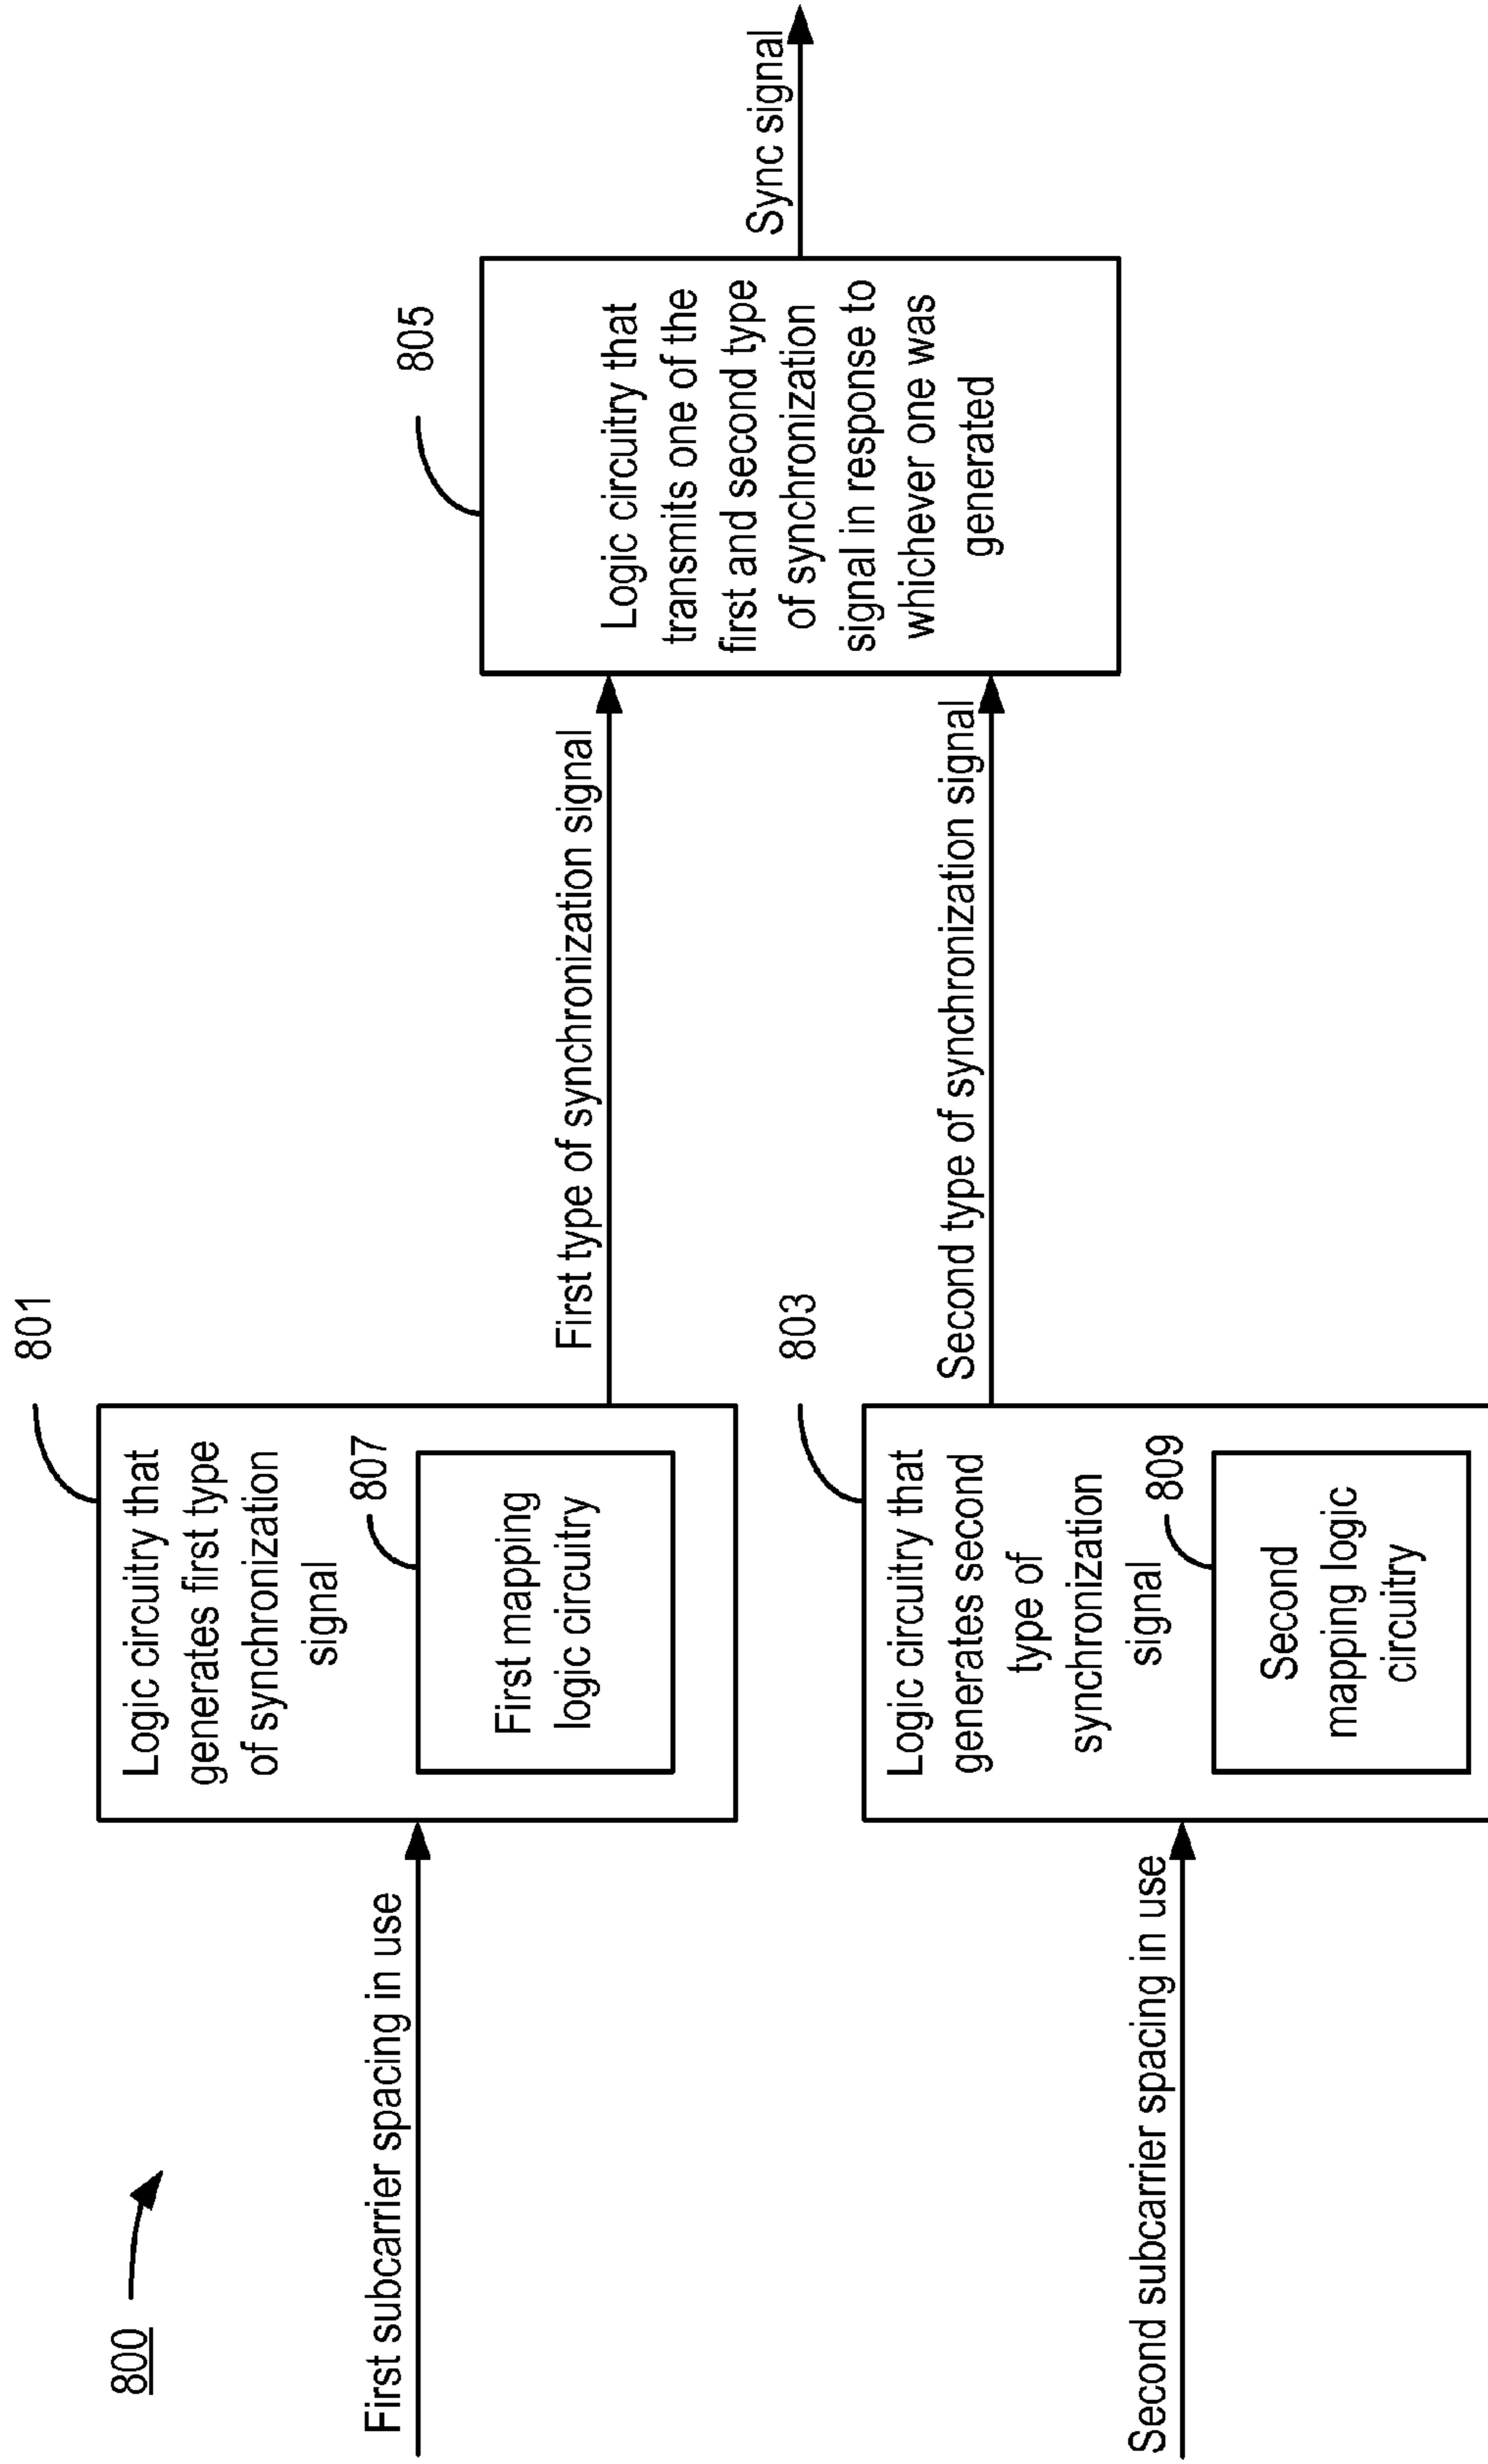 800
First subcarrier spacing in use
801
Logic circuitry that
generates first type
of synchronization
signal
807
First mapping
logic circuitry
First type of synchronization signal
Second subcarrier spacing in use
803
Logic circuitry that
generates second
type of
synchronization
signal
809
Second
mapping logic
circuitry
Second type of synchronization signal
805
Logic circuitry that
transmits one of the
first and second type
of synchronization
signal in response to
whichever one was
generated
Sync signal